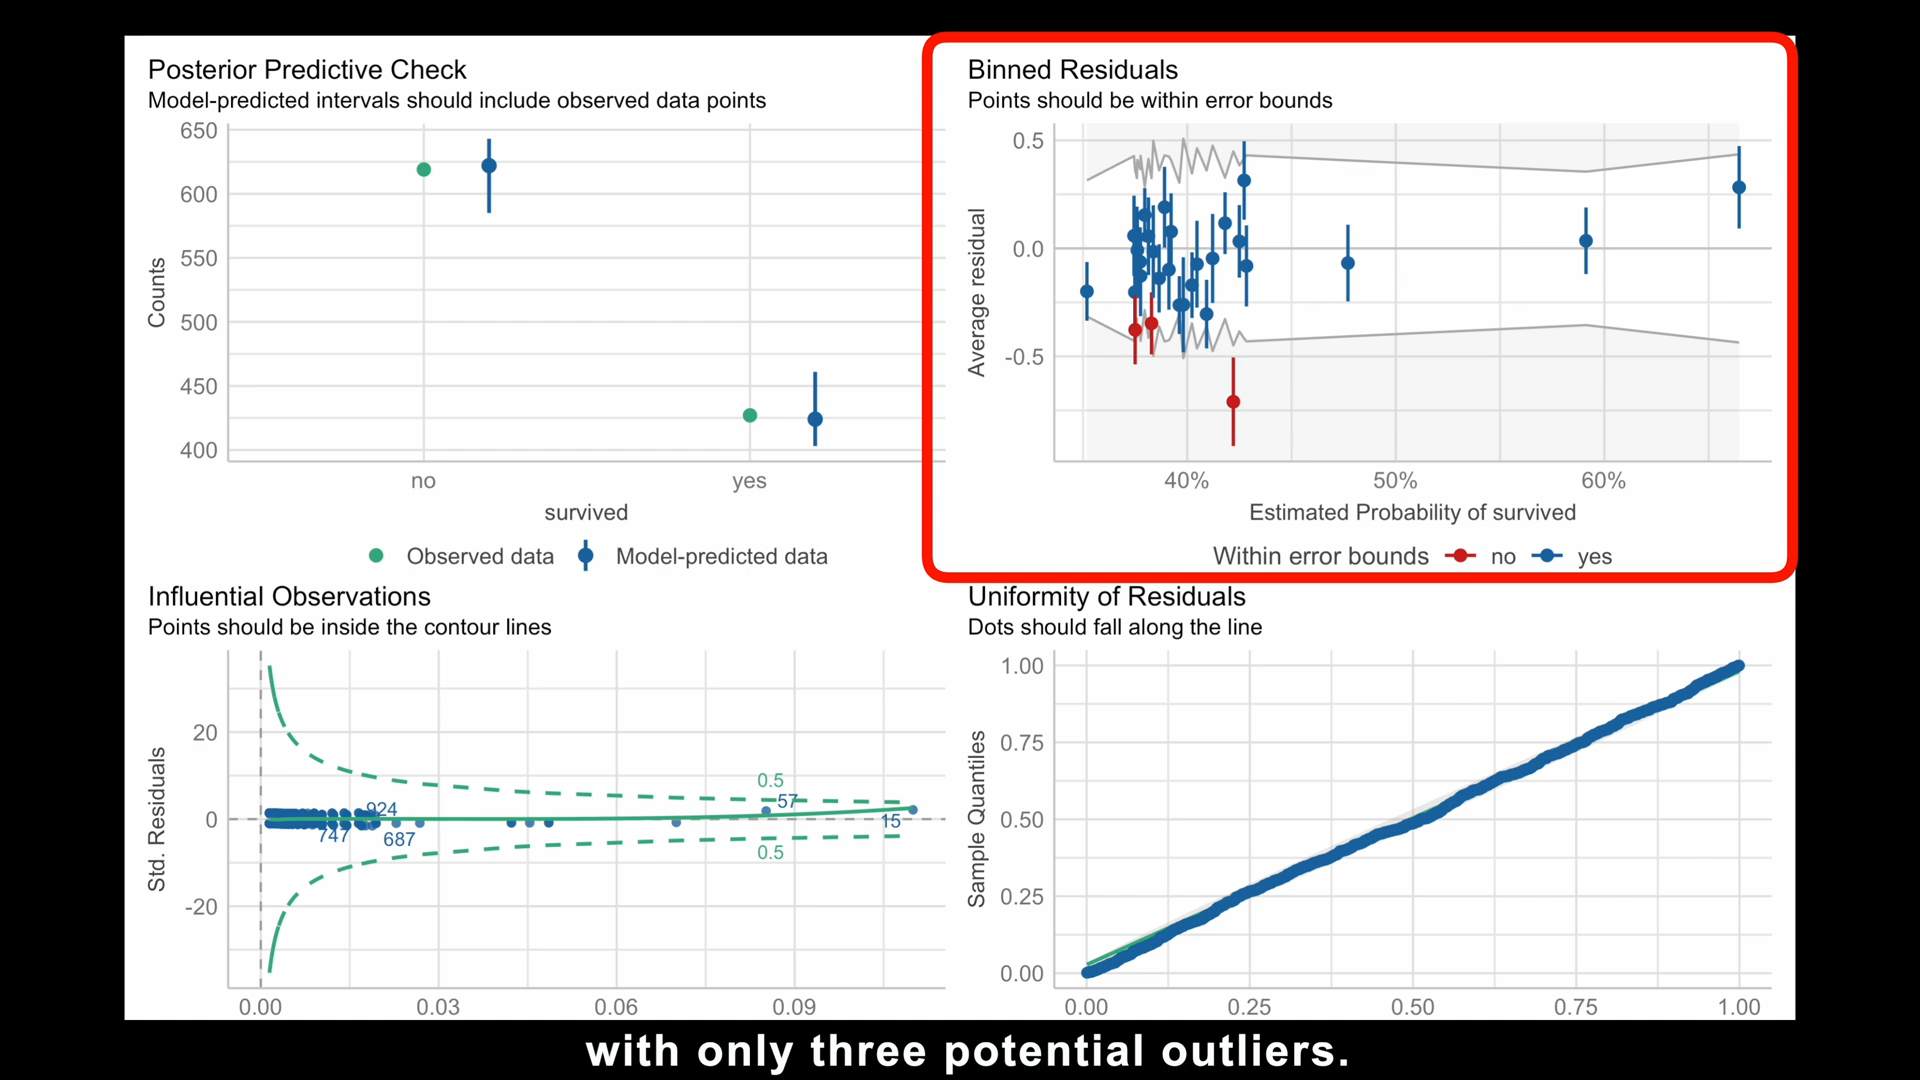 Posterior Predictive Check
Model-predicted intervals should include observed data points
650
600
550
500
450
400
Counts
no
yes
survived
Observed data
Model-predicted data
Binned Residuals
Points should be within error bounds
0.5
0.0
-0.5
Average residual
40%
50%
60%
Estimated Probability of survived
Within error bounds
no
yes
Influential Observations
Points should be inside the contour lines
20
0
-20
Std. Residuals
0.5
57
924
15
747
687
0.5
0.00
0.03
0.06
0.09
Uniformity of Residuals
Dots should fall along the line
1.00
0.75
0.50
0.25
0.00
Sample Quantiles
0.00
0.25
0.50
0.75
1.00
with only three potential outliers.